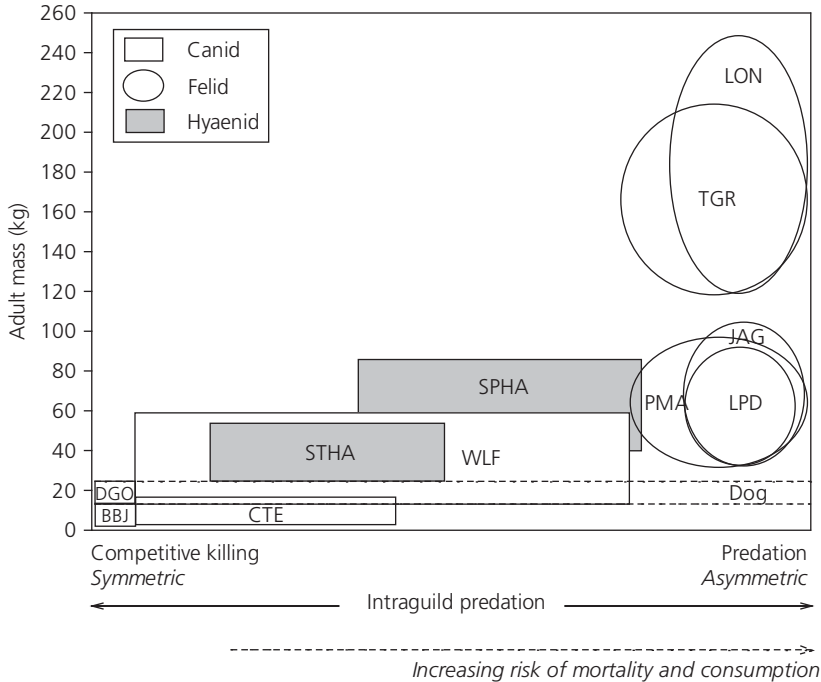 260
240
220
200
180
160
140
120
100
80
60
40
20
0
Adult mass (kg)
Canid
Felid
Hyaenid
LON
TGR
JAG
SPHA
PMA
LPD
STHA
WLF
DGO
Dog
BBJ
CTE
Competitive killing
Predation
Symmetric
Asymmetric
Intraguild predation
Increasing risk of mortality and consumption